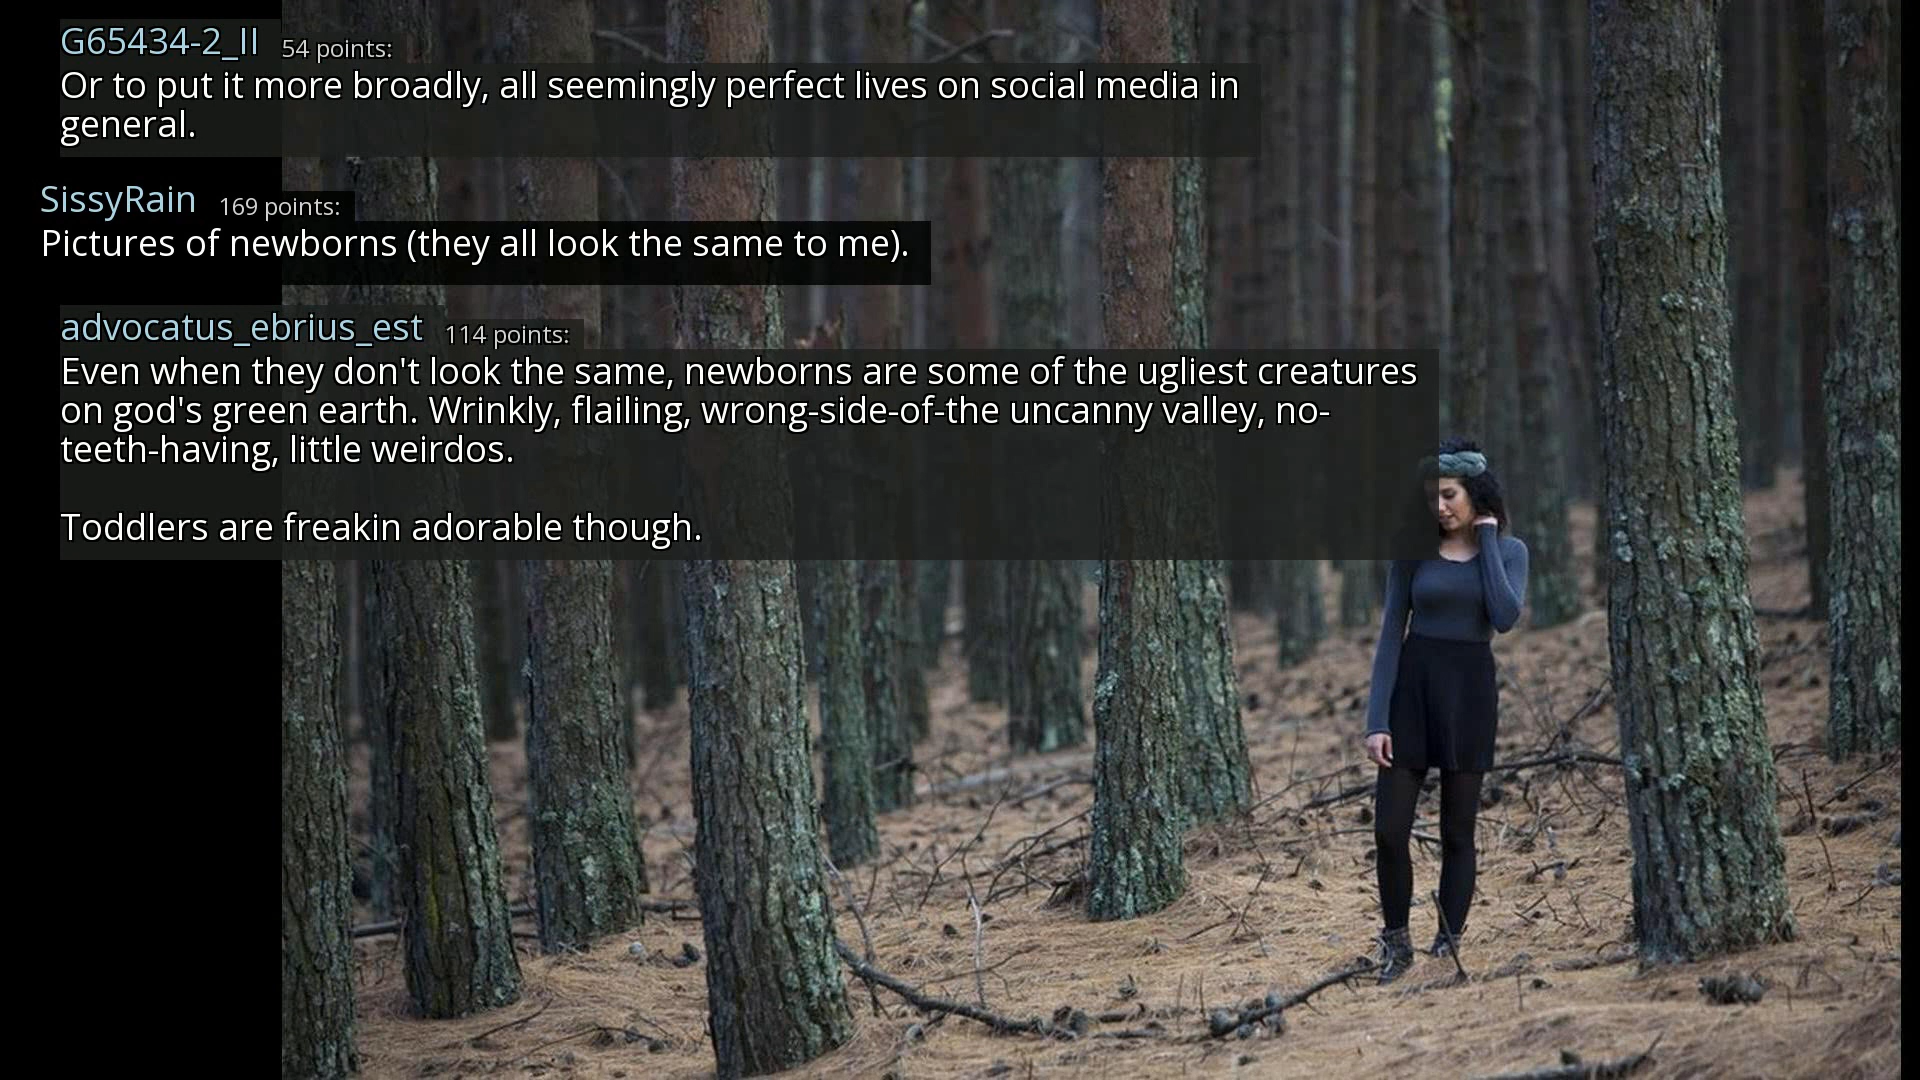 G65434-2_II 54 points:
Or to put it more broadly, all seemingly perfect lives on social media in
general.
SissyRain 169 points:
Pictures of newborns (they all look the same to me).
advocatus_ebrius_est 114 points:
Even when they don't look the same, newborns are some of the ugliest creatures
on god's green earth. Wrinkly, flailing, wrong-side-of-the uncanny valley, no-
teeth-having, little weirdos.
Toddlers are freakin adorable though.